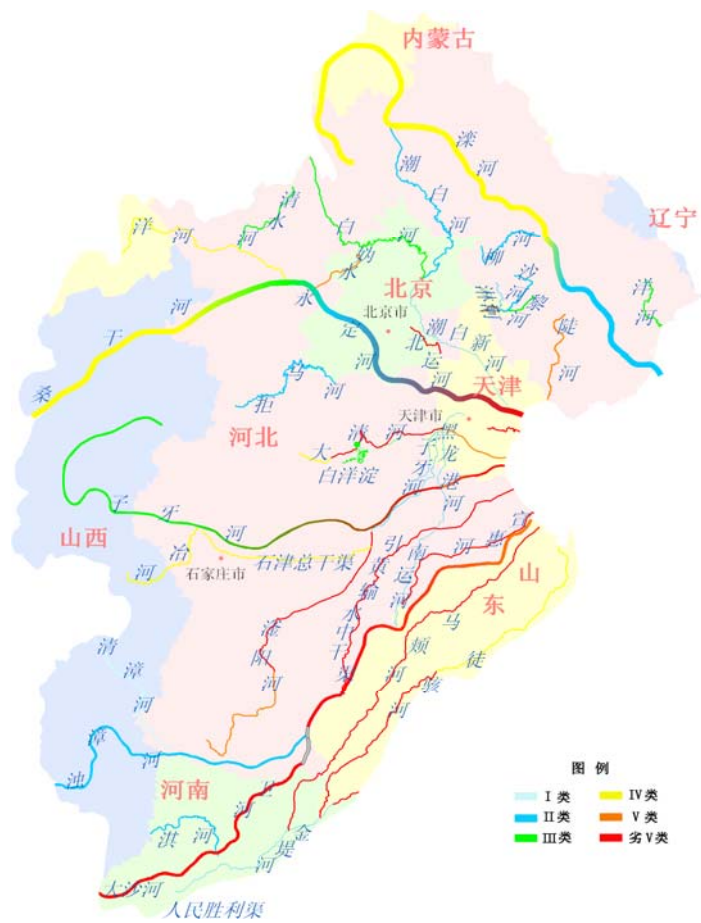 内蒙古
滦河
潮白河
辽宁
清水河
白河
洋河
妫水
柳河
沙河
黎河
洋河
北京
北京市
桑干河
永定河
潮白新河
北运河
陡河
天津
天津市
拒马河
河北
大清河
黑龙港河
白洋淀
子牙河
子牙河
山西
冶河
石津总干渠
石家庄市
南运河
宣惠河
山东
滏阳河
马颊河
徒骇河
清漳河
浊漳河
河南
卫河
淇河
金堤河
大沙河
人民胜利渠
图例
I类
II类
III类
IV类
V类
劣V类